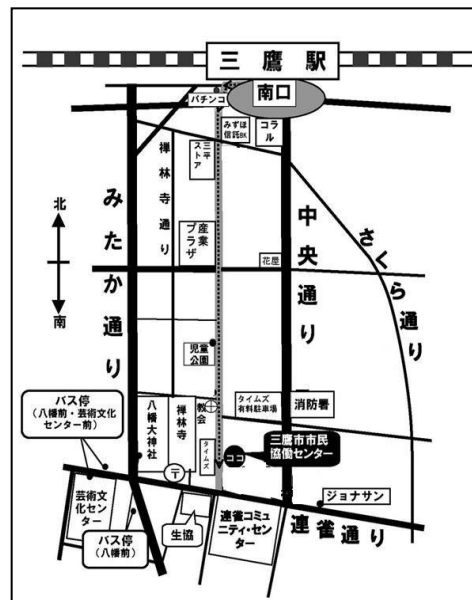 三鷹駅
南口
パチンコ
みずほ
信託BK
コラ
ル
三平
ストア
禅林寺通り
北
南
みたか通り
産業
プラザ
中央通り
花屋
さくら通り
児童
公園
バス停
(八幡前・芸術文化
センター前)
八幡大神社
禅林寺
教会
タイムズ
タイムズ
有料駐車場
消防署
ココ
三鷹市市民
協働センター
〒
芸術文
化センター
バス停
(八幡前)
生協
連雀コミュ
ニティ・セン
ター
ジョナサン
連雀通り